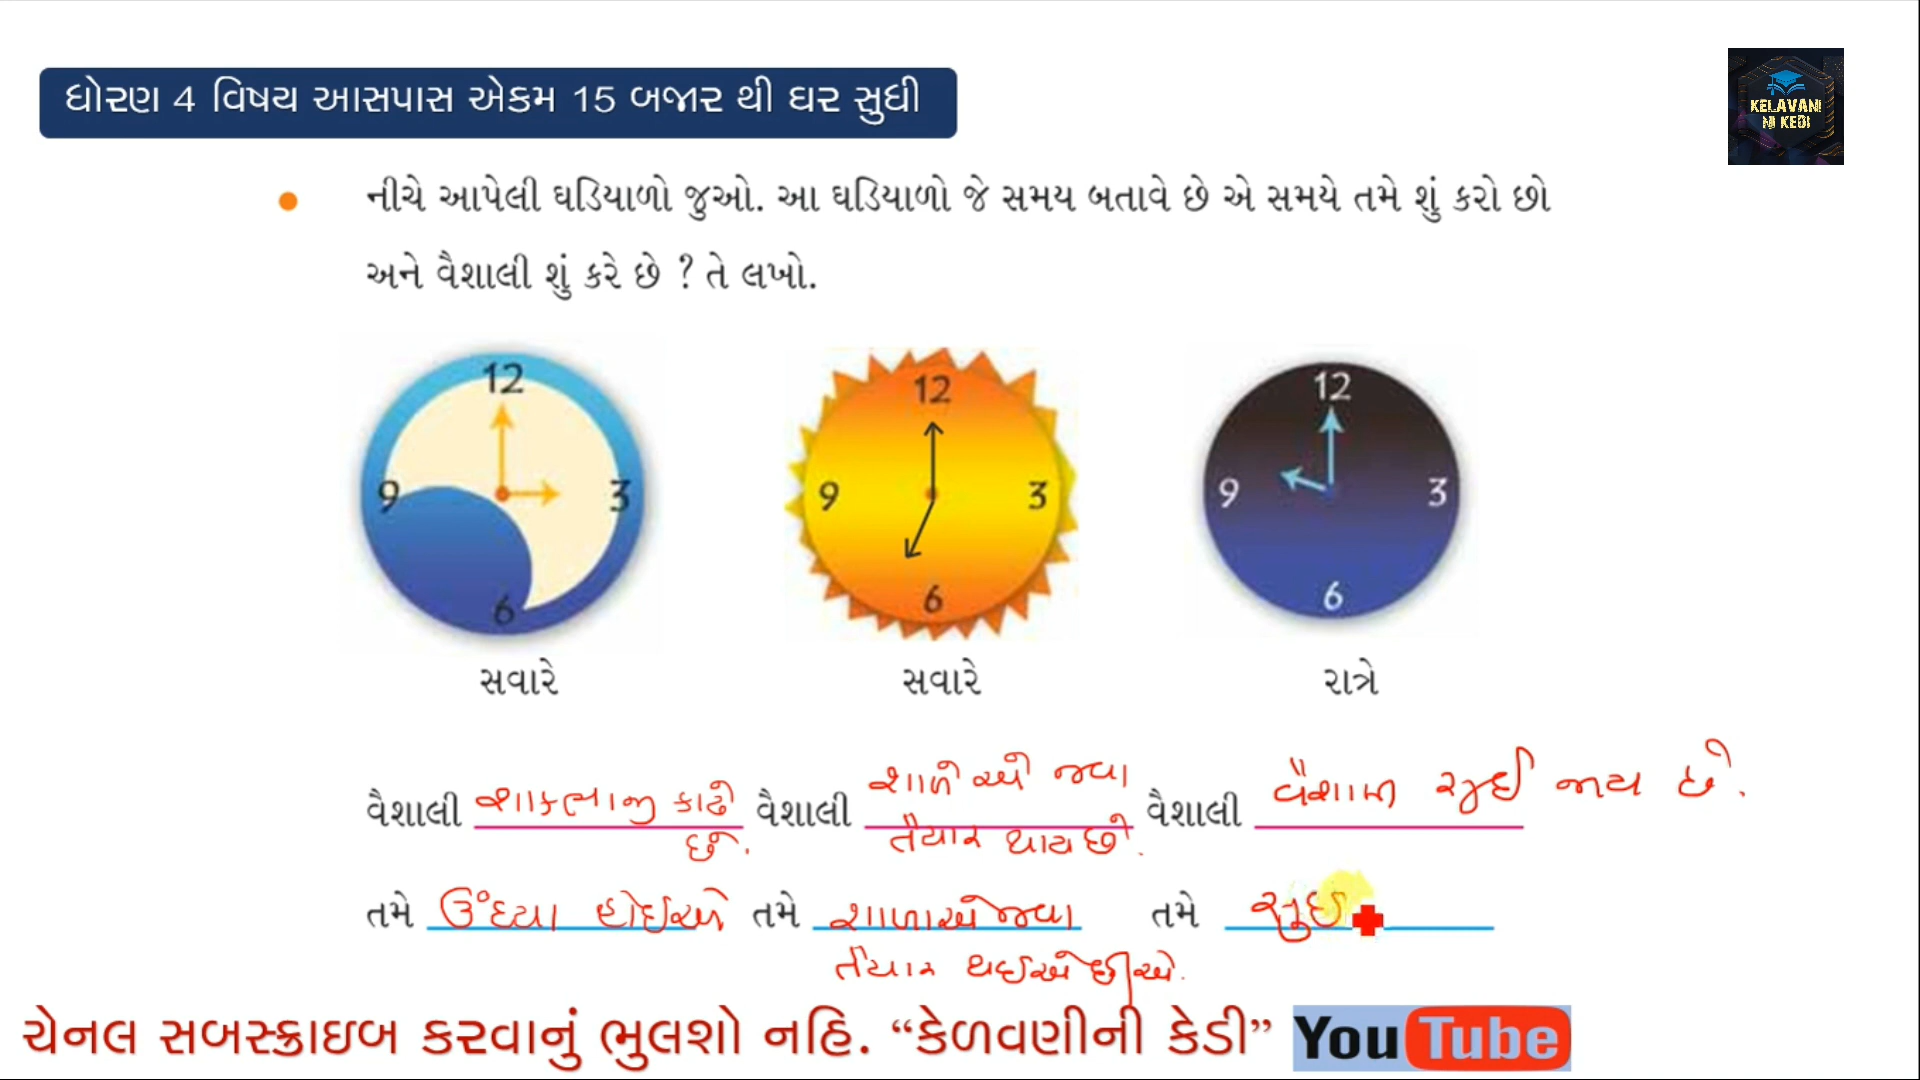 ધોરણ 4 વિષય આસપાસ એકમ 15 બજાર થી ઘર સુધી
KELAVANI
NI KEDI
નીચે આપેલી ઘડિયાળો જુઓ. આ ઘડિયાળો જે સમય બતાવે છે એ સમયે તમે શું કરો છો
અને વૈશાલી શું કરે છે ? તે લખો.
12 12 12
9 3 9 3 9 3
6 6 6
સવારે સવારે રાત્રે
વૈશાલી શાકભાજી કાઢે છે.
વૈશાલી શાળાએ જવા
તૈયાર થાય છે.
વૈશાલી વૈશાલી સૂઈ જાય છે.
તમે ઉંઘતા હોઈએ
તમે શાળાએ જવા
તૈયાર થઈએ છીએ.
તમે સુઈ
ચેનલ સબસ્ક્રાઇબ કરવાનું ભુલશો નહિ. “કેળવણીની કેડી” YouTube